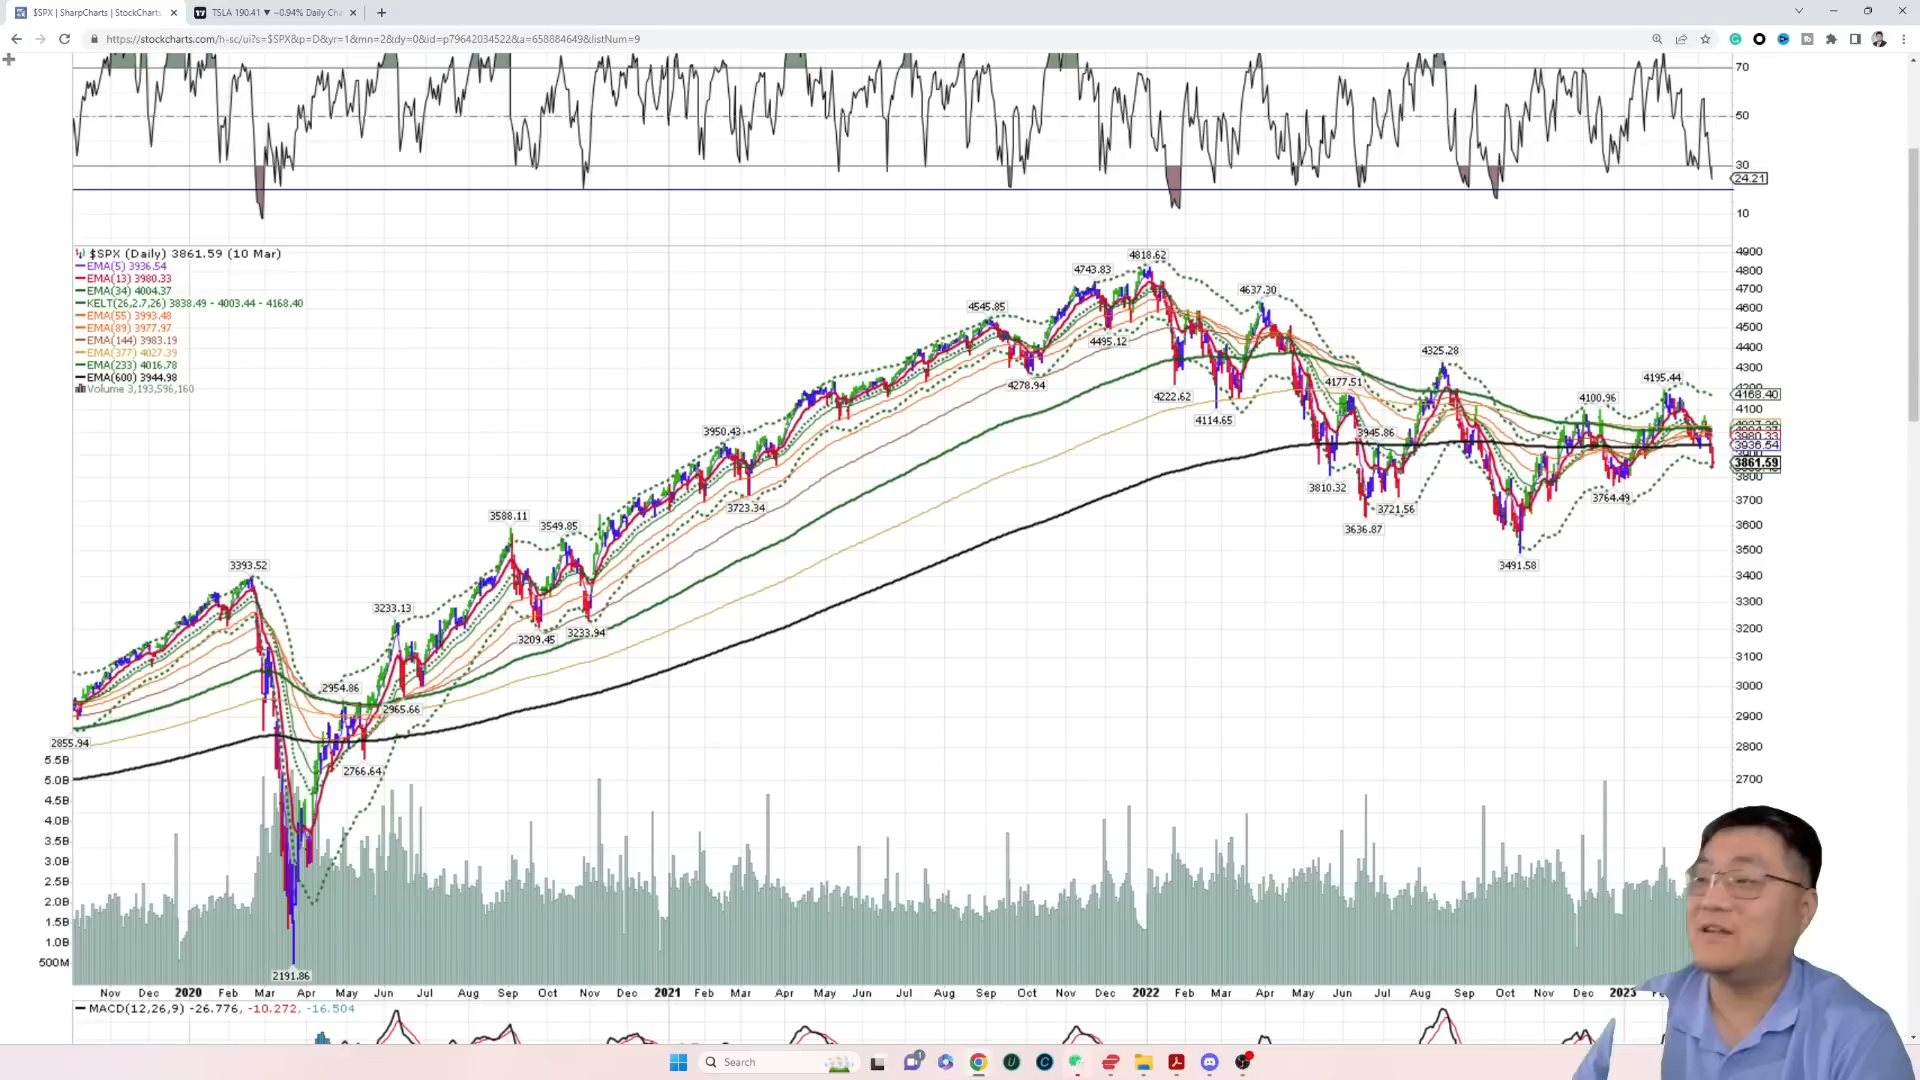 $SPX | SharpCharts | StockChart
TSLA 190.41 ▼ −0.94% Daily Ch
https://stockcharts.com/h-sc/ui?s=$SPX&p=D&yr=1&mn=2&dy=0&id=p79642034522&a=658884649&listNum=9
70
50
30
24.21
10
$SPX (Daily) 3861.59 (10 Mar)
EMA(5) 3936.54
EMA(13) 3980.33
EMA(34) 4004.37
KELT(26,2.7,26) 3838.49 - 4003.44 - 4168.40
EMA(55) 3993.48
EMA(89) 3977.97
EMA(144) 3983.19
EMA(377) 4027.39
EMA(233) 4016.78
EMA(600) 3944.98
Volume 3,193,596,160
4818.62
4743.83
4637.30
4545.85
4495.12
4325.28
4278.94
4222.62
4177.51
4195.44
4114.65
4100.96
3950.43
3945.86
3810.32
3723.34
3721.56
3764.49
3636.87
3588.11
3549.85
3491.58
3393.52
3233.13
3209.45
3233.94
2954.86
2965.66
2855.94
2766.64
2191.86
4900
4800
4700
4600
4500
4400
4300
4168.40
4100
3980.33
3936.54
3861.59
3800
3700
3600
3500
3400
3300
3200
3100
3000
2900
2800
2700
5.5B
5.0B
4.5B
4.0B
3.5B
3.0B
2.5B
2.0B
1.5B
1.0B
500M
Nov Dec 2020 Feb Mar Apr May Jun Jul Aug Sep Oct Nov Dec 2021 Feb Mar Apr May Jun Jul Aug Sep Oct Nov Dec 2022 Feb Mar Apr May Jun Jul Aug Sep Oct Nov Dec 2023
MACD(12,26,9) -26.776, -10.272, -16.504
Search
1